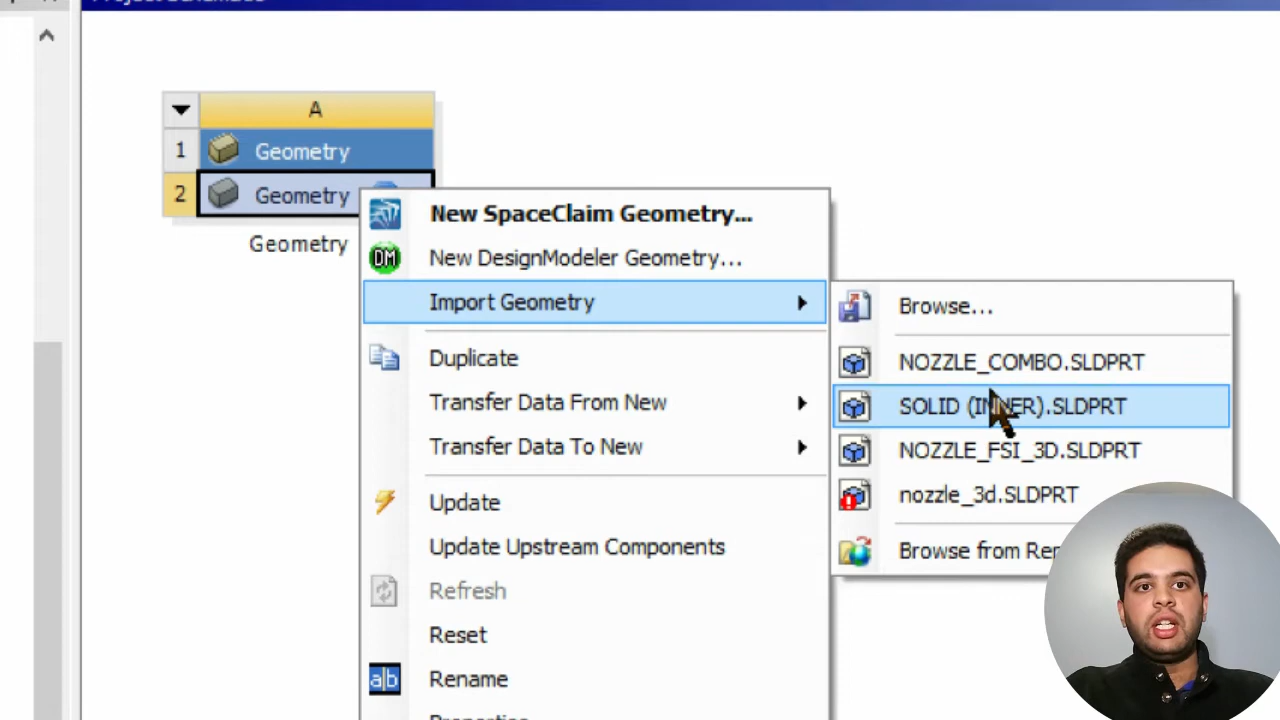 A
1 Geometry
2 Geometry
Geometry
New SpaceClaim Geometry...
DM New DesignModeler Geometry...
Import Geometry
Duplicate
Transfer Data From New
Transfer Data To New
Update
Update Upstream Components
Refresh
Reset
ab Rename
Browse...
NOZZLE_COMBO.SLDPRT
SOLID (INNER).SLDPRT
NOZZLE_FSI_3D.SLDPRT
nozzle_3d.SLDPRT
Browse from